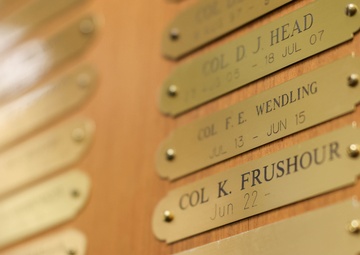 COL D. J. HEAD
- 18 JUL 07
COL F. E. WENDLING
JUL 13 - JUN 15
COL K. FRUSHOUR
Jun 22 -